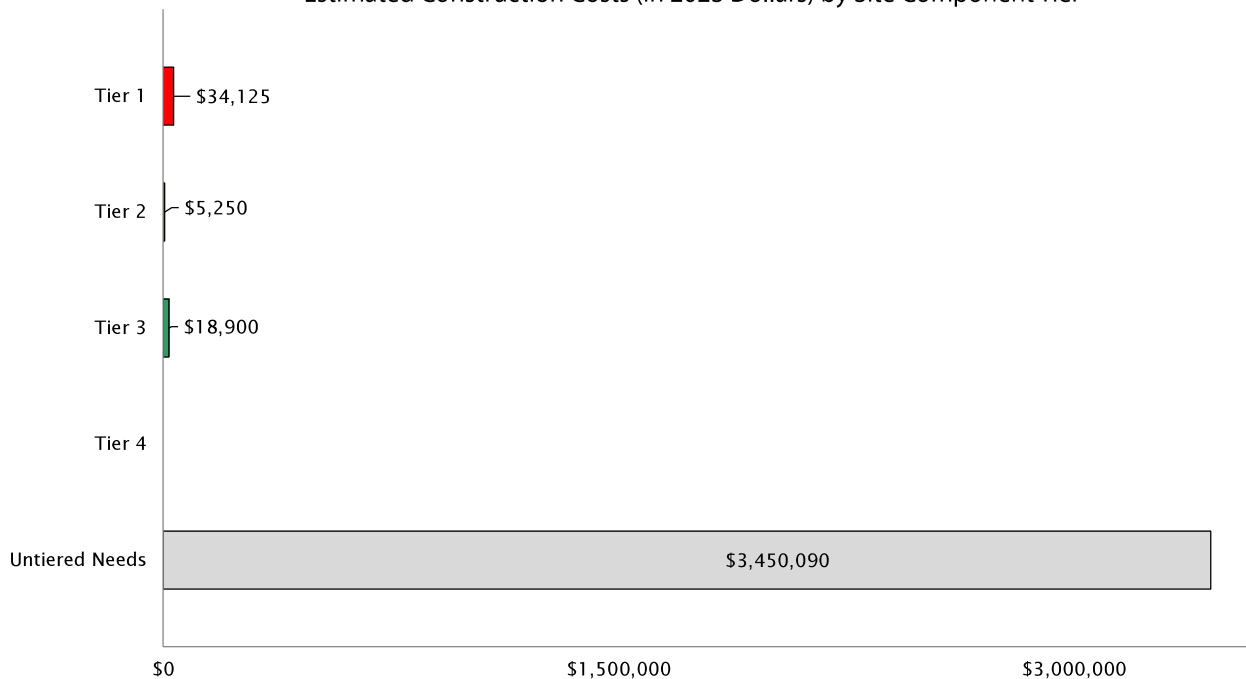 Estimated Construction Costs (in 2023 Dollars) by Site Component Tier
Tier 1
$34,125
Tier 2
$5,250
Tier 3
$18,900
Tier 4
Untiered Needs
$3,450,090
$0
$1,500,000
$3,000,000